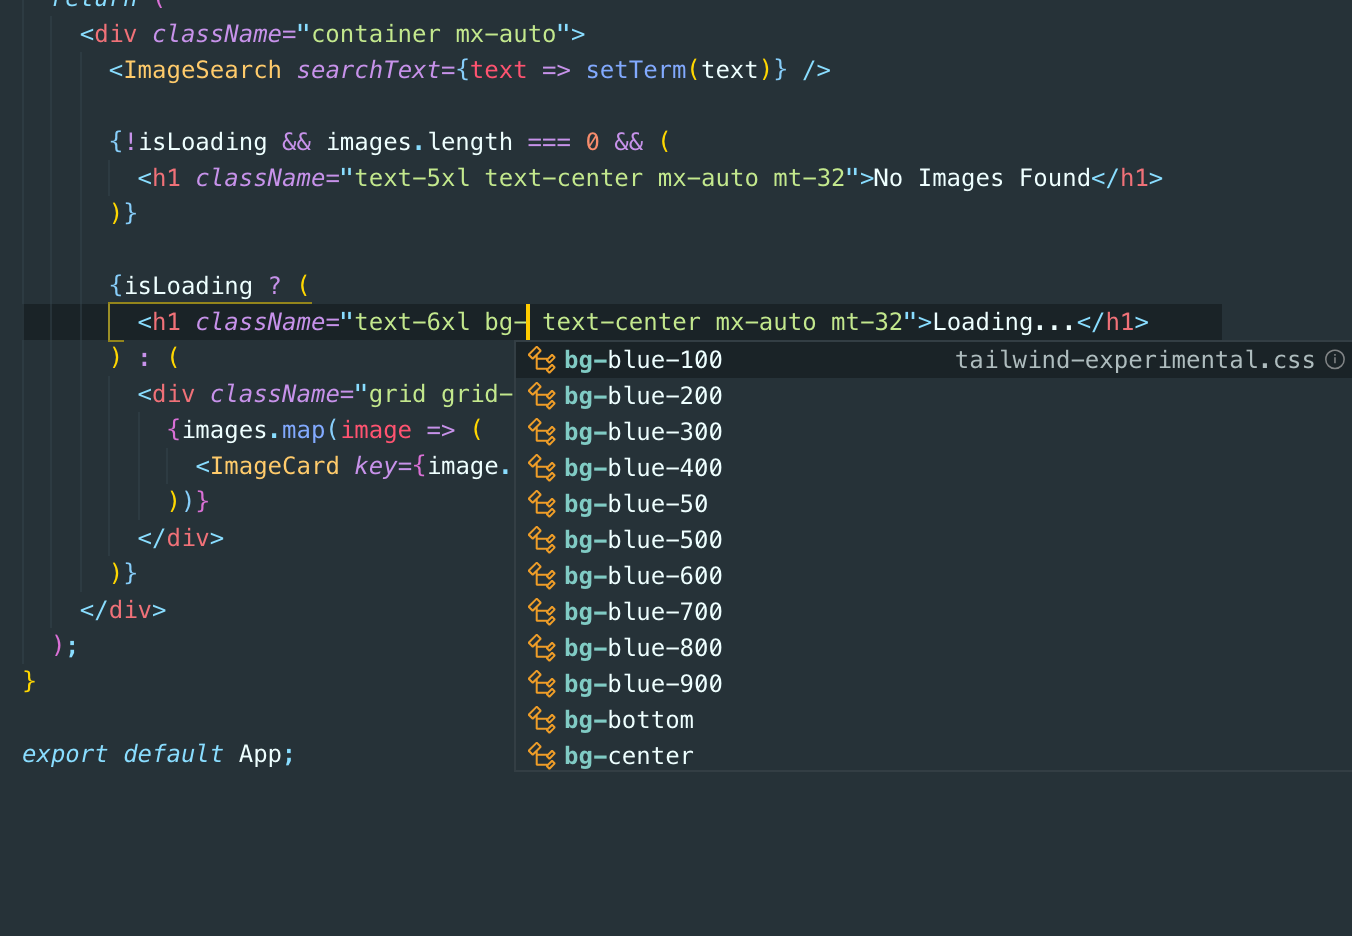 return (
<div className="container mx-auto">
<ImageSearch searchText={text => setTerm(text)} />
{!isLoading && images.length === 0 && (
<h1 className="text-5xl text-center mx-auto mt-32">No Images Found</h1>
)}
{isLoading ? (
<h1 className="text-6xl bg- text-center mx-auto mt-32">Loading...</h1>
) : (
<div className="grid grid-
{images.map(image => (
<ImageCard key={image.
))}
</div>
)}
</div>
);
}
export default App;
bg-blue-100 tailwind-experimental.css
bg-blue-200
bg-blue-300
bg-blue-400
bg-blue-50
bg-blue-500
bg-blue-600
bg-blue-700
bg-blue-800
bg-blue-900
bg-bottom
bg-center